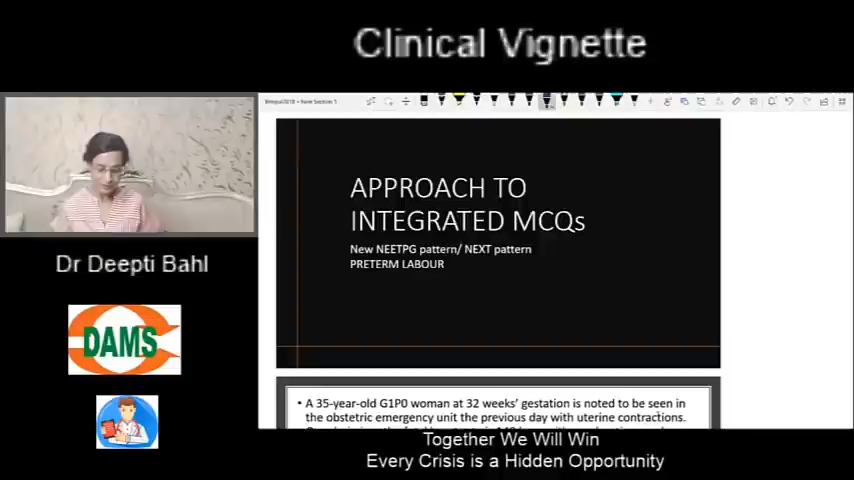 Clinical Vignette
APPROACH TO
INTEGRATED MCQs
New NEETPG pattern/ NEXT pattern
PRETERM LABOUR
Dr Deepti Bahl
DAMS
• A 35-year-old G1P0 woman at 32 weeks' gestation is noted to be seen in
the obstetric emergency unit the previous day with uterine contractions.
Together We Will Win
Every Crisis is a Hidden Opportunity